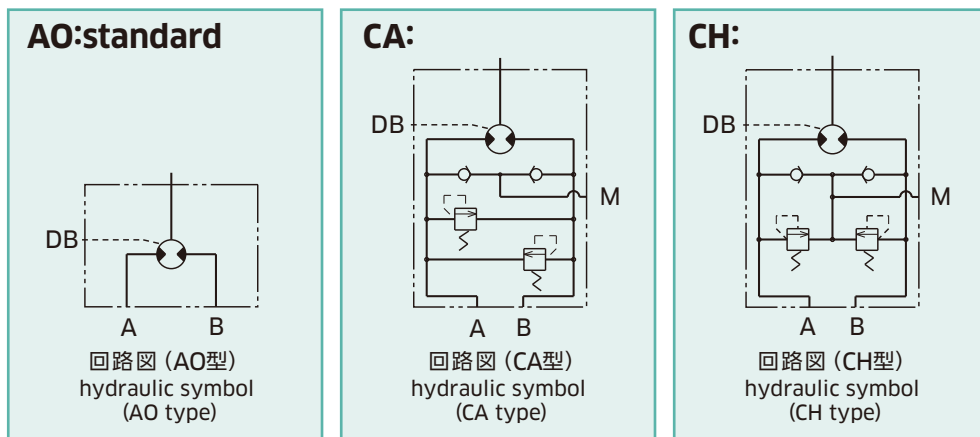 AO:standard
DB
A B
回路図（AO型）
hydraulic symbol
(AO type)
CA:
DB
M
A B
回路図（CA型）
hydraulic symbol
(CA type)
CH:
DB
M
A B
回路図（CH型）
hydraulic symbol
(CH type)